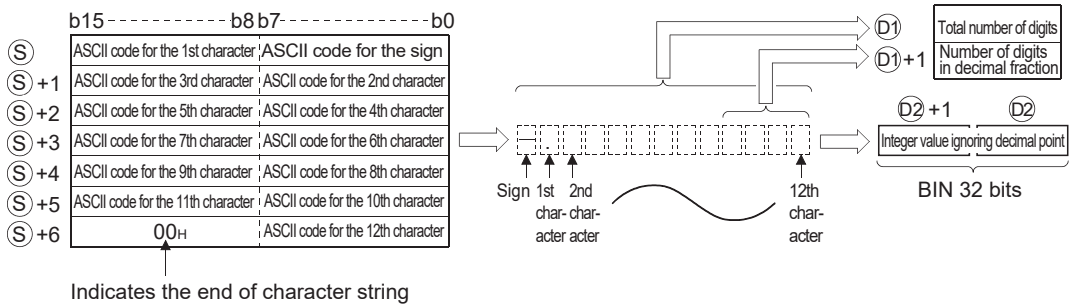 b15 b8 b7 b0
S ASCII code for the 1st character ASCII code for the sign
S +1 ASCII code for the 3rd character ASCII code for the 2nd character
S +2 ASCII code for the 5th character ASCII code for the 4th character
S +3 ASCII code for the 7th character ASCII code for the 6th character
S +4 ASCII code for the 9th character ASCII code for the 8th character
S +5 ASCII code for the 11th character ASCII code for the 10th character
S +6 00H ASCII code for the 12th character
Indicates the end of character string
— .
Sign 1st 2nd 12th
char- char- char-
acter acter acter
D1 Total number of digits
D1 +1 Number of digits
in decimal fraction
D2 +1 D2
Integer value ignoring decimal point
BIN 32 bits